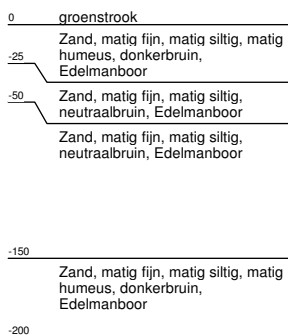 0 groenstrook
Zand, matig fijn, matig siltig, matig
-25 humeus, donkerbruin,
Edelmanboor
-50 Zand, matig fijn, matig siltig,
neutraalbruin, Edelmanboor
Zand, matig fijn, matig siltig,
neutraalbruin, Edelmanboor
-150
Zand, matig fijn, matig siltig, matig
humeus, donkerbruin,
Edelmanboor
-200